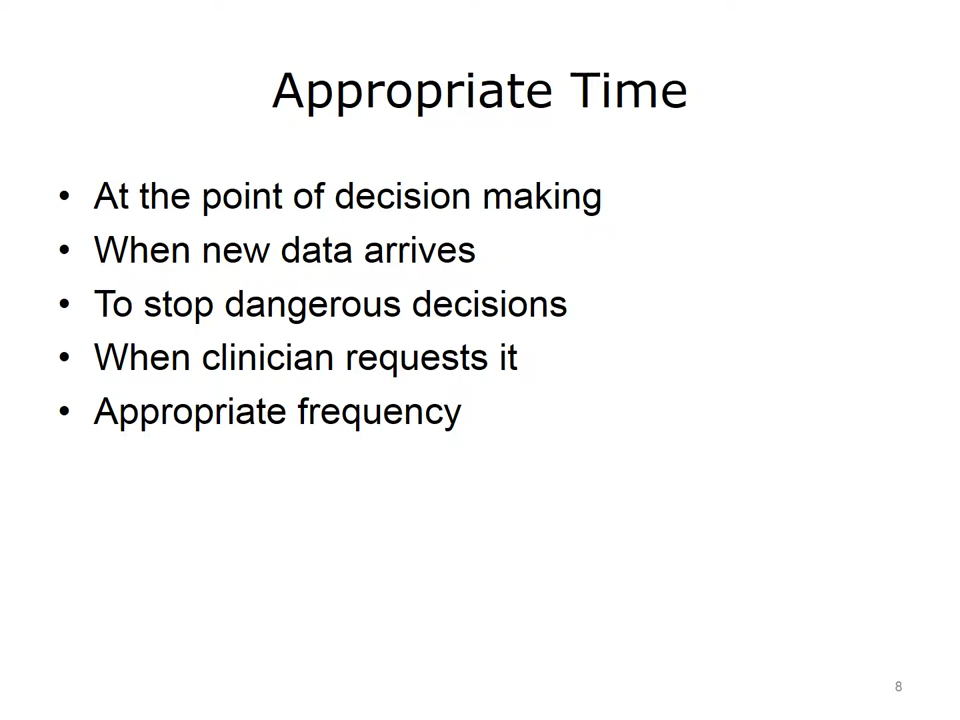 Appropriate Time
• At the point of decision making
• When new data arrives
• To stop dangerous decisions
• When clinician requests it
• Appropriate frequency
8